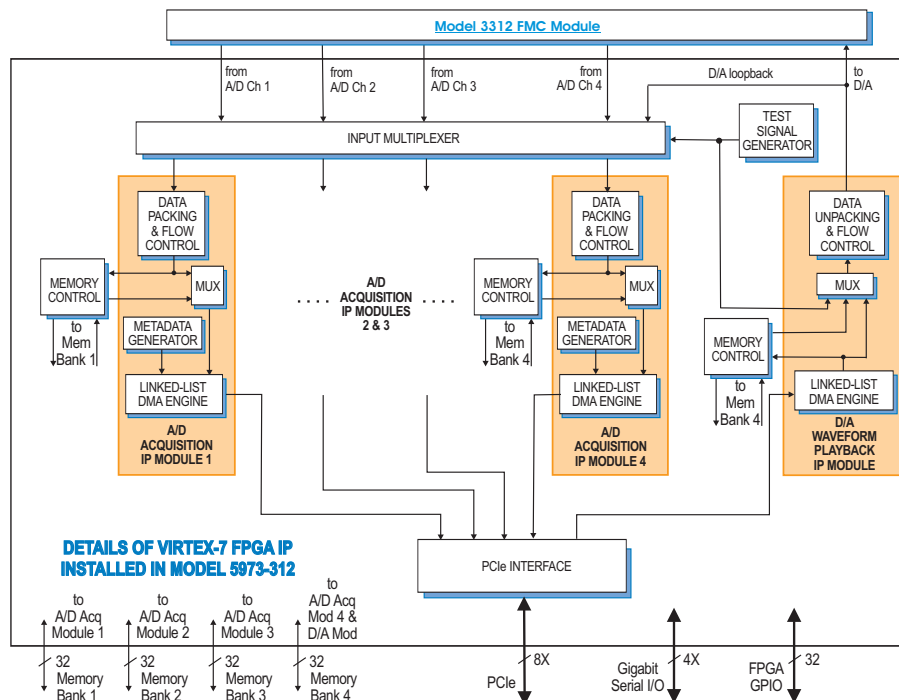 Model 3312 FMC Module
from
A/D Ch 1
from
A/D Ch 2
from
A/D Ch 3
from
A/D Ch 4
D/A loopback
to
D/A
INPUT MULTIPLEXER
TEST
SIGNAL
GENERATOR
DATA
PACKING
& FLOW
CONTROL
MEMORY
CONTROL
MUX
to
Mem
Bank 1
METADATA
GENERATOR
LINKED-LIST
DMA ENGINE
A/D
ACQUISITION
IP MODULE 1
. . . .
A/D
ACQUISITION
IP MODULES
2 & 3
. . . .
DATA
PACKING
& FLOW
CONTROL
MEMORY
CONTROL
MUX
to
Mem
Bank 4
METADATA
GENERATOR
LINKED-LIST
DMA ENGINE
A/D
ACQUISITION
IP MODULE 4
DATA
UNPACKING
& FLOW
CONTROL
MUX
MEMORY
CONTROL
to
Mem
Bank 4
LINKED-LIST
DMA ENGINE
D/A
WAVEFORM
PLAYBACK
IP MODULE
DETAILS OF VIRTEX-7 FPGA IP
INSTALLED IN MODEL 5973-312
PCIe INTERFACE
to
A/D Acq
Module 1
to
A/D Acq
Module 2
to
A/D Acq
Module 3
to
A/D Acq
Mod 4 &
D/A Mod
32
Memory
Bank 1
32
Memory
Bank 2
32
Memory
Bank 3
32
Memory
Bank 4
8X
PCIe
4X
Gigabit
Serial I/O
32
FPGA
GPIO